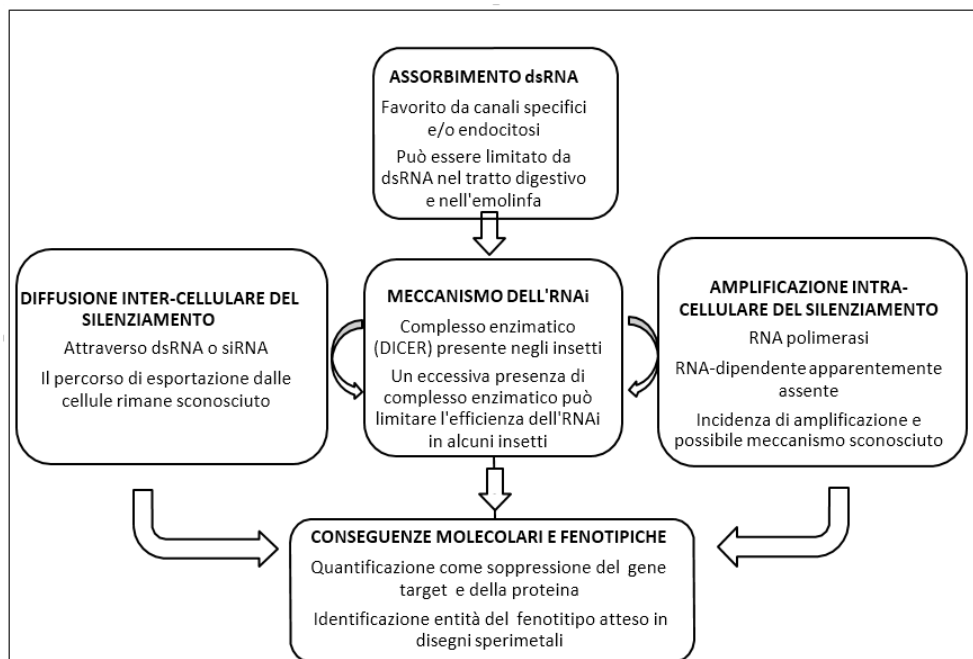 ASSORBIMENTO dsRNA
Favorito da canali specifici
e/o endocitosi
Può essere limitato da
dsRNA nel tratto digestivo
e nell'emolinfa
DIFFUSIONE INTER-CELLULARE DEL
SILENZIAMENTO
Attraverso dsRNA o siRNA
Il percorso di esportazione dalle
cellule rimane sconosciuto
MECCANISMO DELL'RNAi
Complesso enzimatico
(DICER) presente negli insetti
Un eccessiva presenza di
complesso enzimatico può
limitare l'efficienza dell'RNAi
in alcuni insetti
AMPLIFICAZIONE INTRA-
CELLULARE DEL SILENZIAMENTO
RNA polimerasi
RNA-dipendente apparentemente
assente
Incidenza di amplificazione e
possibile meccanismo sconosciuto
CONSEGUENZE MOLECOLARI E FENOTIPICHE
Quantificazione come soppressione del gene
target e della proteina
Identificazione entità del fenotitipo atteso in
disegni sperimetali